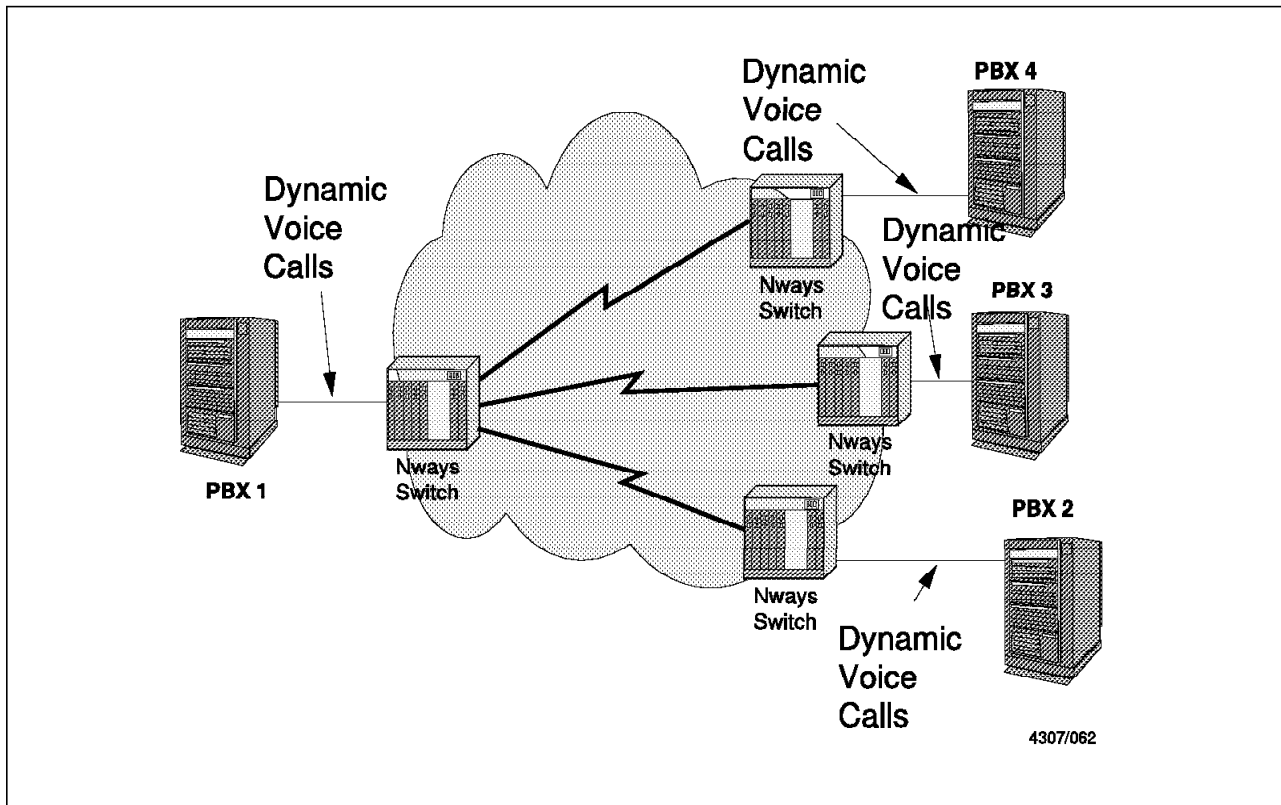 PBX 4
Dynamic
Voice
Calls
Dynamic
Voice
Calls
Nways
Switch
Dynamic
Voice
Calls
PBX 3
Nways
Switch
Nways
Switch
PBX 1
PBX 2
Nways
Switch
Dynamic
Voice
Calls
4307/062